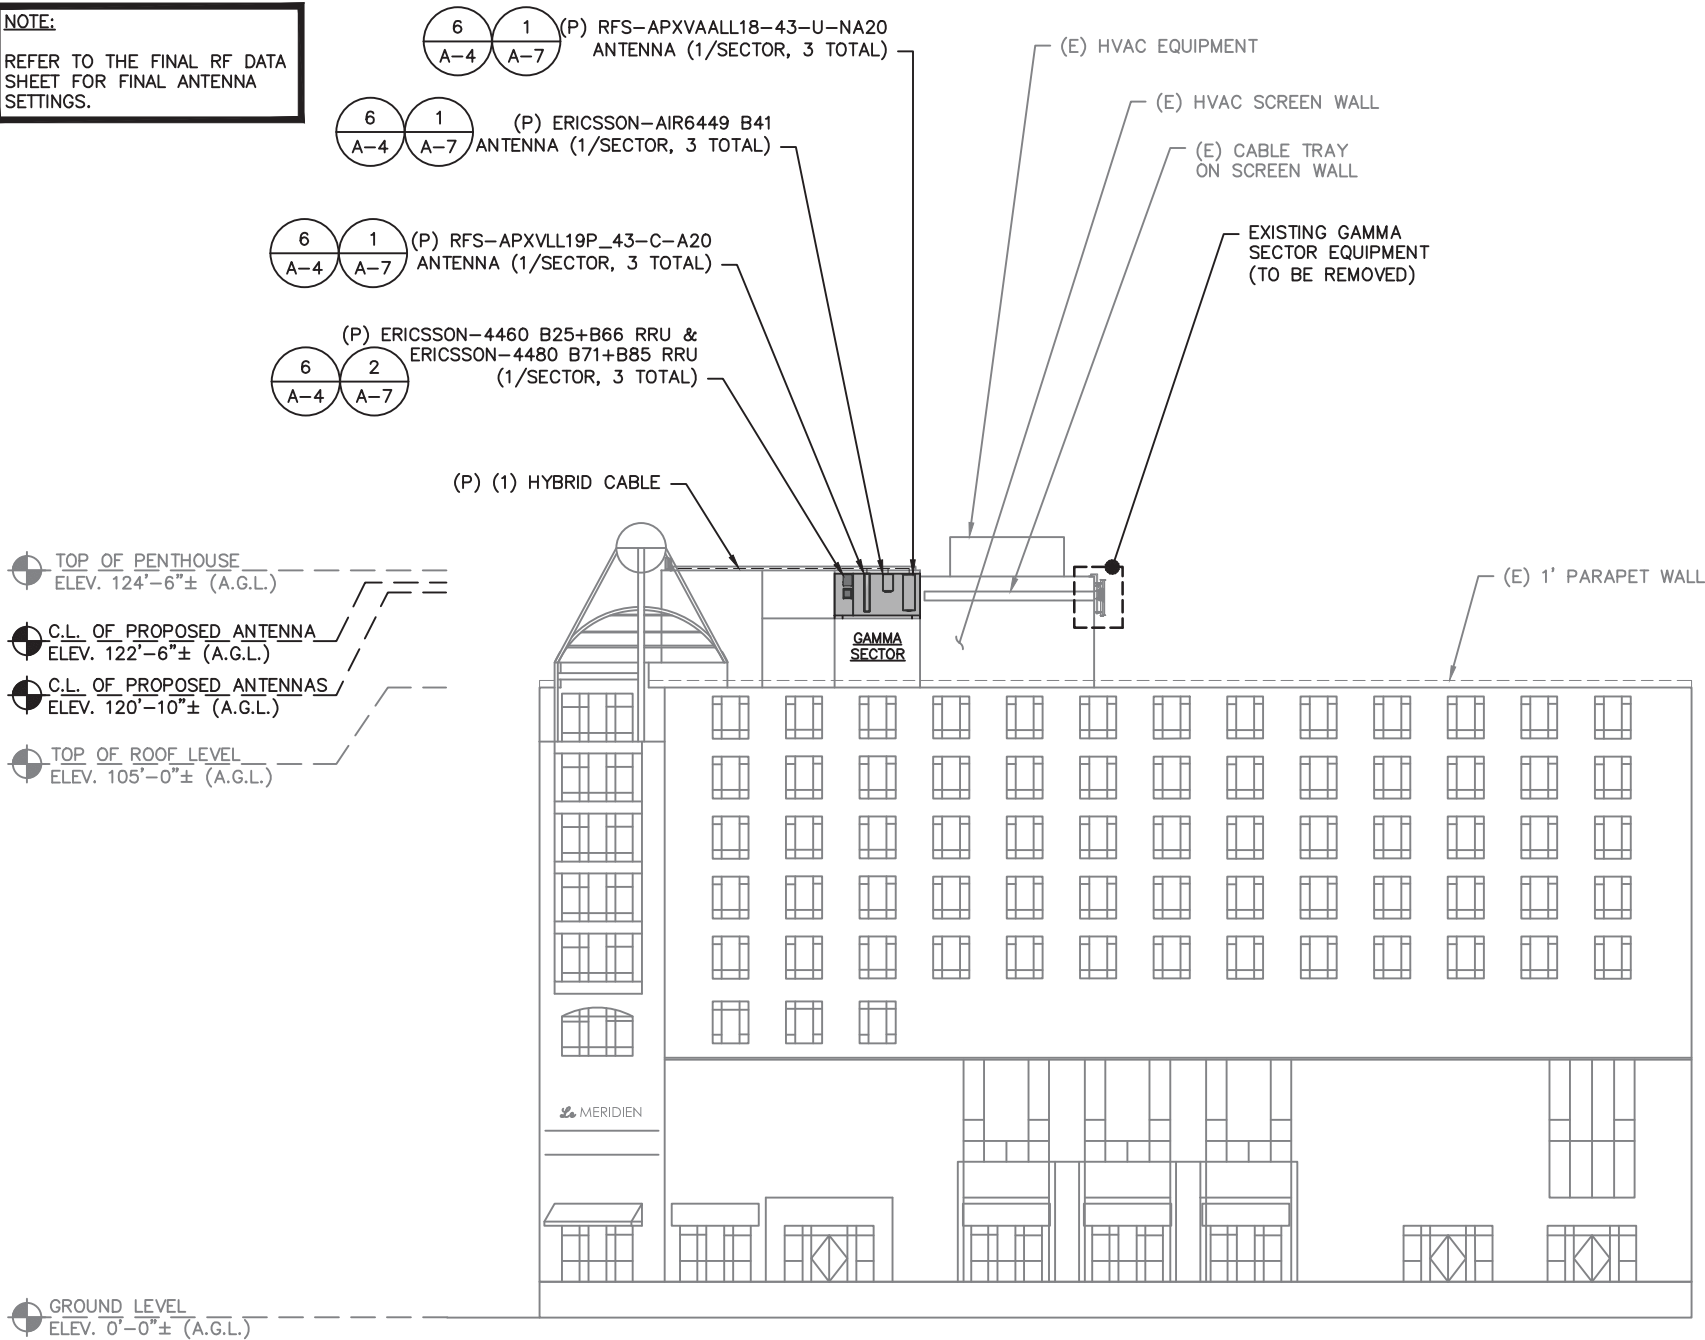 NOTE:
REFER TO THE FINAL RF DATA
SHEET FOR FINAL ANTENNA
SETTINGS.
6
A-4
1
A-7
(P) RFS-APXVAALL18-43-U-NA20
ANTENNA (1/SECTOR, 3 TOTAL)
6
A-4
1
A-7
(P) ERICSSON-AIR6449 B41
ANTENNA (1/SECTOR, 3 TOTAL)
6
A-4
1
A-7
(P) RFS-APXVLL19P_43-C-A20
ANTENNA (1/SECTOR, 3 TOTAL)
6
A-4
2
A-7
(P) ERICSSON-4460 B25+B66 RRU &
ERICSSON-4480 B71+B85 RRU
(1/SECTOR, 3 TOTAL)
(P) (1) HYBRID CABLE
(E) HVAC EQUIPMENT
(E) HVAC SCREEN WALL
(E) CABLE TRAY
ON SCREEN WALL
EXISTING GAMMA
SECTOR EQUIPMENT
(TO BE REMOVED)
(E) 1' PARAPET WALL
TOP OF PENTHOUSE
ELEV. 124'-6"± (A.G.L.)
C.L. OF PROPOSED ANTENNA
ELEV. 122'-6"± (A.G.L.)
C.L. OF PROPOSED ANTENNAS
ELEV. 120'-10"± (A.G.L.)
TOP OF ROOF LEVEL
ELEV. 105'-0"± (A.G.L.)
GAMMA
SECTOR
Le MERIDIEN
GROUND LEVEL
ELEV. 0'-0"± (A.G.L.)